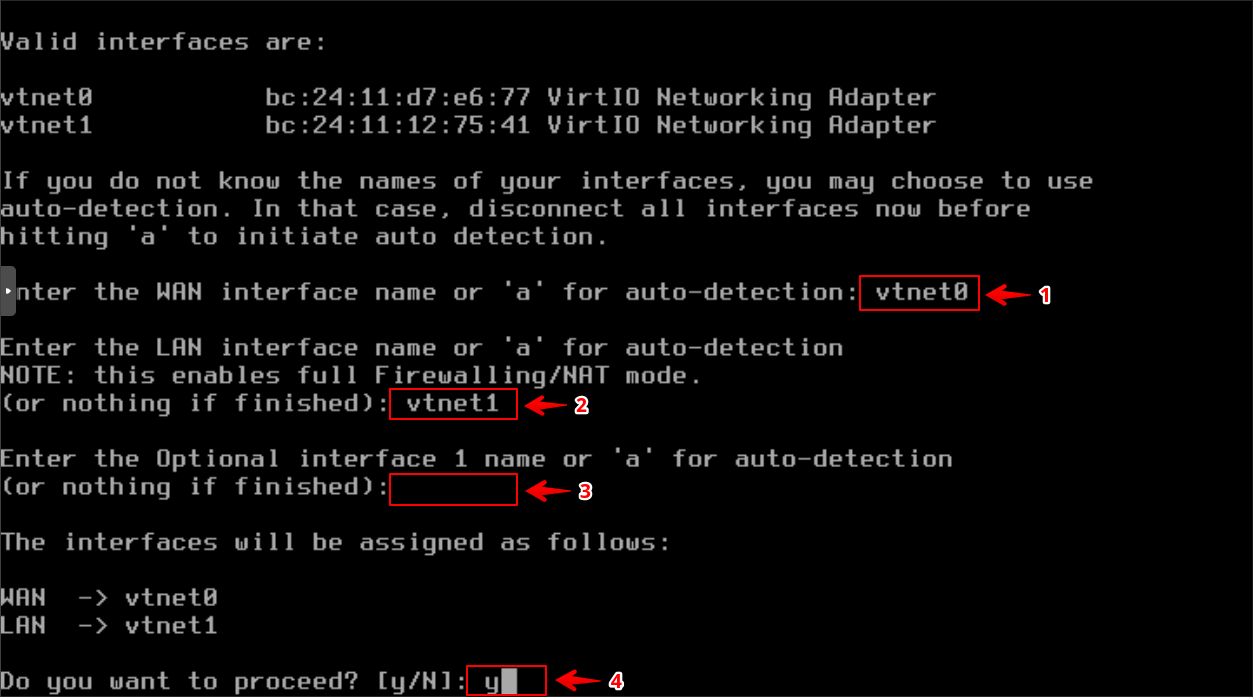 Valid interfaces are:
vtnet0 bc:24:11:d7:e6:77 VirtIO Networking Adapter
vtnet1 bc:24:11:12:75:41 VirtIO Networking Adapter
If you do not know the names of your interfaces, you may choose to use
auto-detection. In that case, disconnect all interfaces now before
hitting 'a' to initiate auto detection.
nter the WAN interface name or 'a' for auto-detection: vtnet0 1
Enter the LAN interface name or 'a' for auto-detection
NOTE: this enables full Firewalling/NAT mode.
(or nothing if finished): vtnet1 2
Enter the Optional interface 1 name or 'a' for auto-detection
(or nothing if finished): 3
The interfaces will be assigned as follows:
WAN -> vtnet0
LAN -> vtnet1
Do you want to proceed? [y/N]: y 4